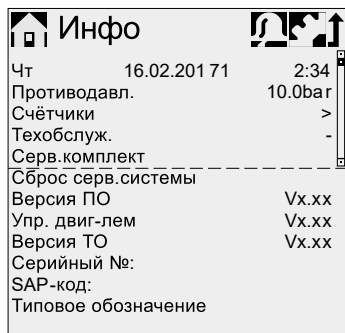 Инфо
Чт 16.02.201 71 2:34
Противодавл. 10.0bar
Счётчики >
Техобслуж. -
Серв.комплект
Сброс серв.системы
Версия ПО Vx.xx
Упр. двиг-лем Vx.xx
Версия ТО Vx.xx
Серийный №:
SAP-код:
Типовое обозначение